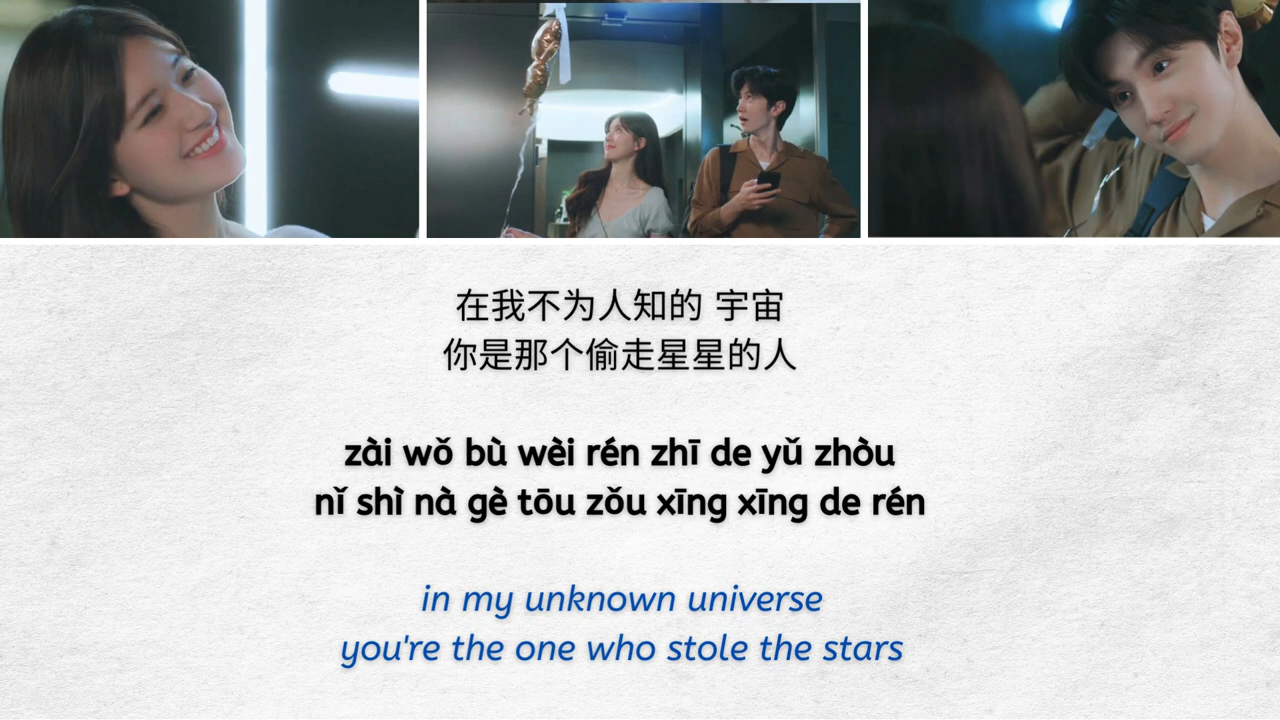 在我不为人知的 宇宙
你是那个偷走星星的人
zài wǒ bù wèi rén zhī de yǔ zhòu
nǐ shì nà gè tōu zǒu xīng xīng de rén
in my unknown universe
you're the one who stole the stars